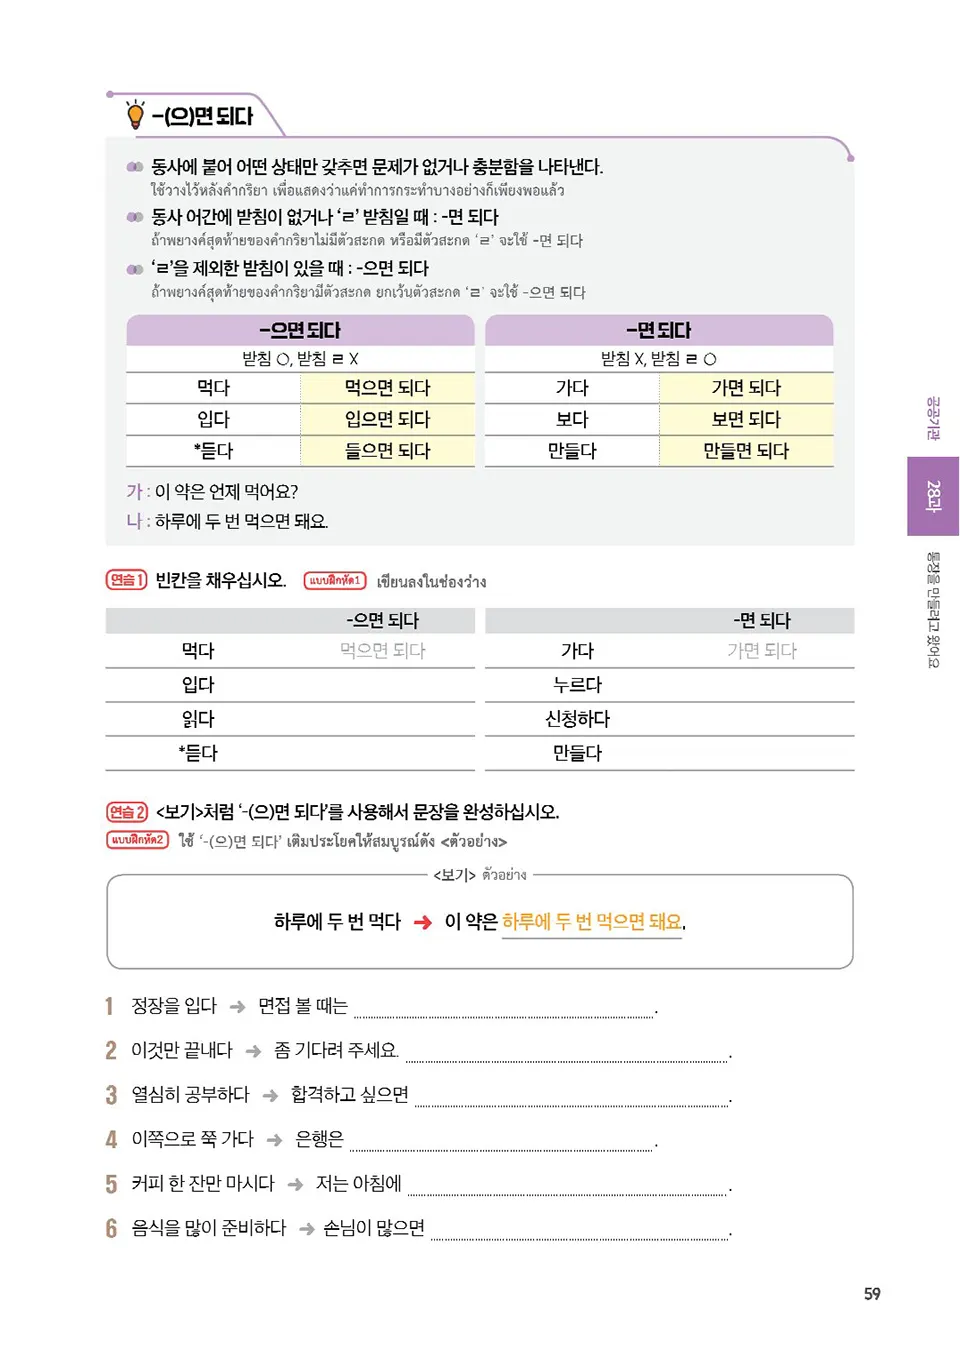 -(으)면 되다
동사에 붙어 어떤 상태만 갖추면 문제가 없거나 충분함을 나타낸다.
ใช้วางไว้หลังคำกริยา เพื่อแสดงว่าแค่ทำการกระทำบางอย่างก็เพียงพอแล้ว
동사 어간에 받침이 없거나 ‘ㄹ’ 받침일 때 : -면 되다
ถ้าพยางค์สุดท้ายของคำกริยาไม่มีตัวสะกด หรือมีตัวสะกด ‘ㄹ’ จะใช้ -면 되다
‘ㄹ’을 제외한 받침이 있을 때 : -으면 되다
ถ้าพยางค์สุดท้ายของคำกริยามีตัวสะกด ยกเว้นตัวสะกด ‘ㄹ’ จะใช้ -으면 되다
-으면 되다 -면 되다
받침 O, 받침 ㄹ X 받침 X, 받침 ㄹ O
먹다 먹으면 되다 가다 가면 되다
입다 입으면 되다 보다 보면 되다
*듣다 들으면 되다 만들다 만들면 되다
가 : 이 약은 언제 먹어요?
나 : 하루에 두 번 먹으면 돼요.
연습 1 빈칸을 채우십시오. แบบฝึกหัด1 เขียนลงในช่องว่าง
-으면 되다 -면 되다
먹다 먹으면 되다 가다 가면 되다
입다 누르다
읽다 신청하다
*듣다 만들다
연습 2 <보기>처럼 ‘-(으)면 되다’를 사용해서 문장을 완성하십시오.
แบบฝึกหัด2 ใช้ ‘-(으)면 되다’ เติมประโยคให้สมบูรณ์ดัง <ตัวอย่าง>
<보기> ตัวอย่าง
하루에 두 번 먹다 ➜ 이 약은 하루에 두 번 먹으면 돼요.
1 정장을 입다 ➜ 면접 볼 때는 .
2 이것만 끝내다 ➜ 좀 기다려 주세요. .
3 열심히 공부하다 ➜ 합격하고 싶으면 .
4 이쪽으로 쭉 가다 ➜ 은행은 .
5 커피 한 잔만 마시다 ➜ 저는 아침에 .
6 음식을 많이 준비하다 ➜ 손님이 많으면 .
공공기관
28과
통장을 만들려고 왔어요
59